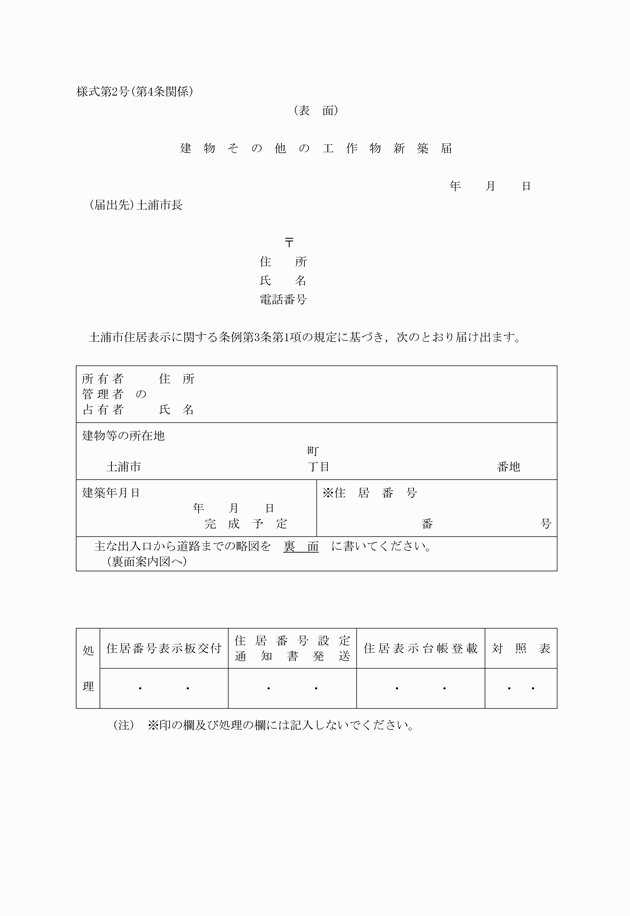 様式第2号(第4条関係)
(表　面)
建　物　そ　の　他　の　工　作　物　新　築　届
年　　月　　日
(届出先)土浦市長
〒
住　　所
氏　　名
電話番号
土浦市住居表示に関する条例第3条第1項の規定に基づき，次のとおり届け出ます。
所有者　　　住　所
管理者　の
占有者　　　氏　名
建物等の所在地
町
土浦市　　丁目　　番地
建築年月日
年　　月　　日
完　成　予　定
※住　居　番　号
番　　号
主な出入口から道路までの略図を　裏　面　に書いてください。
(裏面案内図へ)
処
理
住居番号表示板交付
住　居　番　号　設　定
通　知　書　発　送
住居表示台帳登載
対　照　表
・　　・
・　　・
・　　・
・　・
(注)　※印の欄及び処理の欄には記入しないでください。